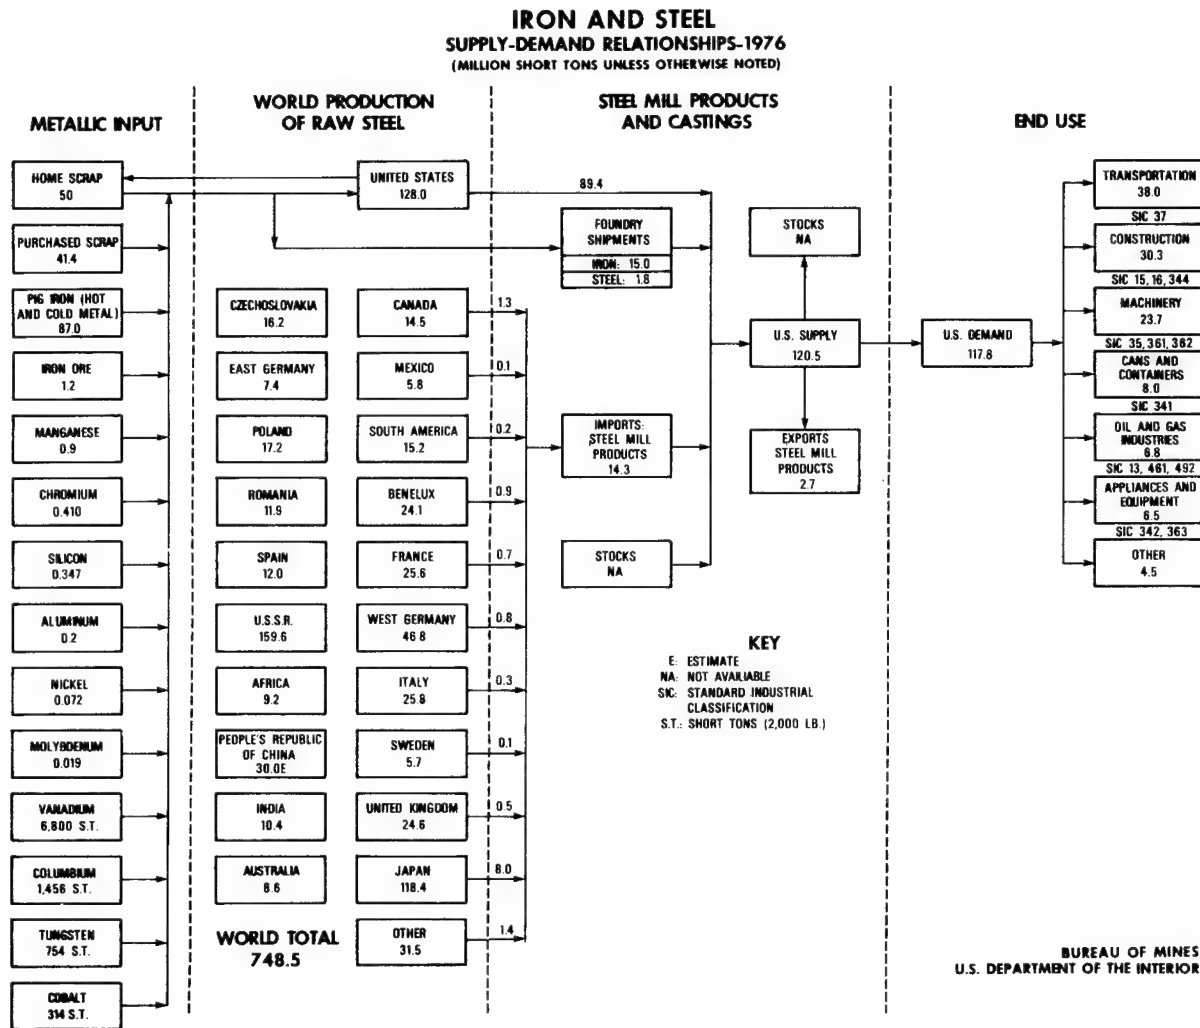 IRON AND STEEL
SUPPLY-DEMAND RELATIONSHIPS-1976
(MILLION SHORT TONS UNLESS OTHERWISE NOTED)
METALLIC INPUT
HOME SCRAP
50
PURCHASED SCRAP
41.4
PIG IRON (HOT
AND COLD METAL)
87.0
IRON ORE
1.2
MANGANESE
0.9
CHROMIUM
0.410
SILICON
0.347
ALUMINUM
0.2
NICKEL
0.072
MOLYBDENUM
0.019
VANADIUM
6,800 S.T.
COLUMBIUM
1,456 S.T.
TUNGSTEN
754 S.T.
COBALT
314 S.T.
WORLD PRODUCTION
OF RAW STEEL
UNITED STATES
128.0
CZECHOSLOVAKIA
16.2
EAST GERMANY
7.4
POLAND
17.2
ROMANIA
11.9
SPAIN
12.0
U.S.S.R.
159.6
AFRICA
9.2
PEOPLE'S REPUBLIC
OF CHINA
30.0E
INDIA
10.4
AUSTRALIA
8.6
WORLD TOTAL
748.5
CANADA
14.5
MEXICO
5.8
SOUTH AMERICA
15.2
BENELUX
24.1
FRANCE
25.6
WEST GERMANY
46.8
ITALY
25.8
SWEDEN
5.7
UNITED KINGDOM
24.6
JAPAN
118.4
OTHER
31.5
89.4
1.3
0.1
0.2
0.9
0.7
0.8
0.3
0.1
0.5
8.0
1.4
STEEL MILL PRODUCTS
AND CASTINGS
FOUNDRY
SHIPMENTS
IRON: 15.0
STEEL: 1.8
IMPORTS:
STEEL MILL
PRODUCTS
14.3
STOCKS
NA
STOCKS
NA
U.S. SUPPLY
120.5
EXPORTS
STEEL MILL
PRODUCTS
2.7
KEY
E: ESTIMATE
NA: NOT AVAILABLE
SIC: STANDARD INDUSTRIAL
CLASSIFICATION
S.T.: SHORT TONS (2,000 LB.)
END USE
U.S. DEMAND
117.8
TRANSPORTATION
38.0
SIC 37
CONSTRUCTION
30.3
SIC 15, 16, 344
MACHINERY
23.7
SIC 35, 361, 362
CANS AND
CONTAINERS
8.0
SIC 341
OIL AND GAS
INDUSTRIES
6.8
SIC 13, 461, 492
APPLIANCES AND
EQUIPMENT
6.5
SIC 342, 363
OTHER
4.5
BUREAU OF MINES
U.S. DEPARTMENT OF THE INTERIOR